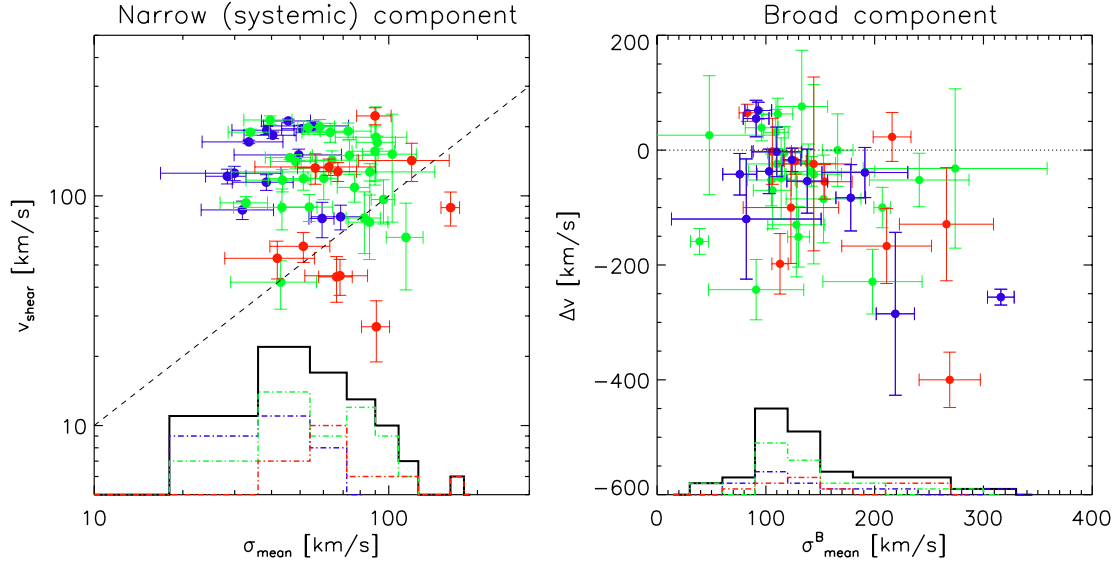 Narrow (systemic) component
100
10
10
100
v_shear [km/s]
σ_mean [km/s]
Broad component
200
0
−200
−400
−600
0
100
200
300
400
Δv [km/s]
σ^B_mean [km/s]